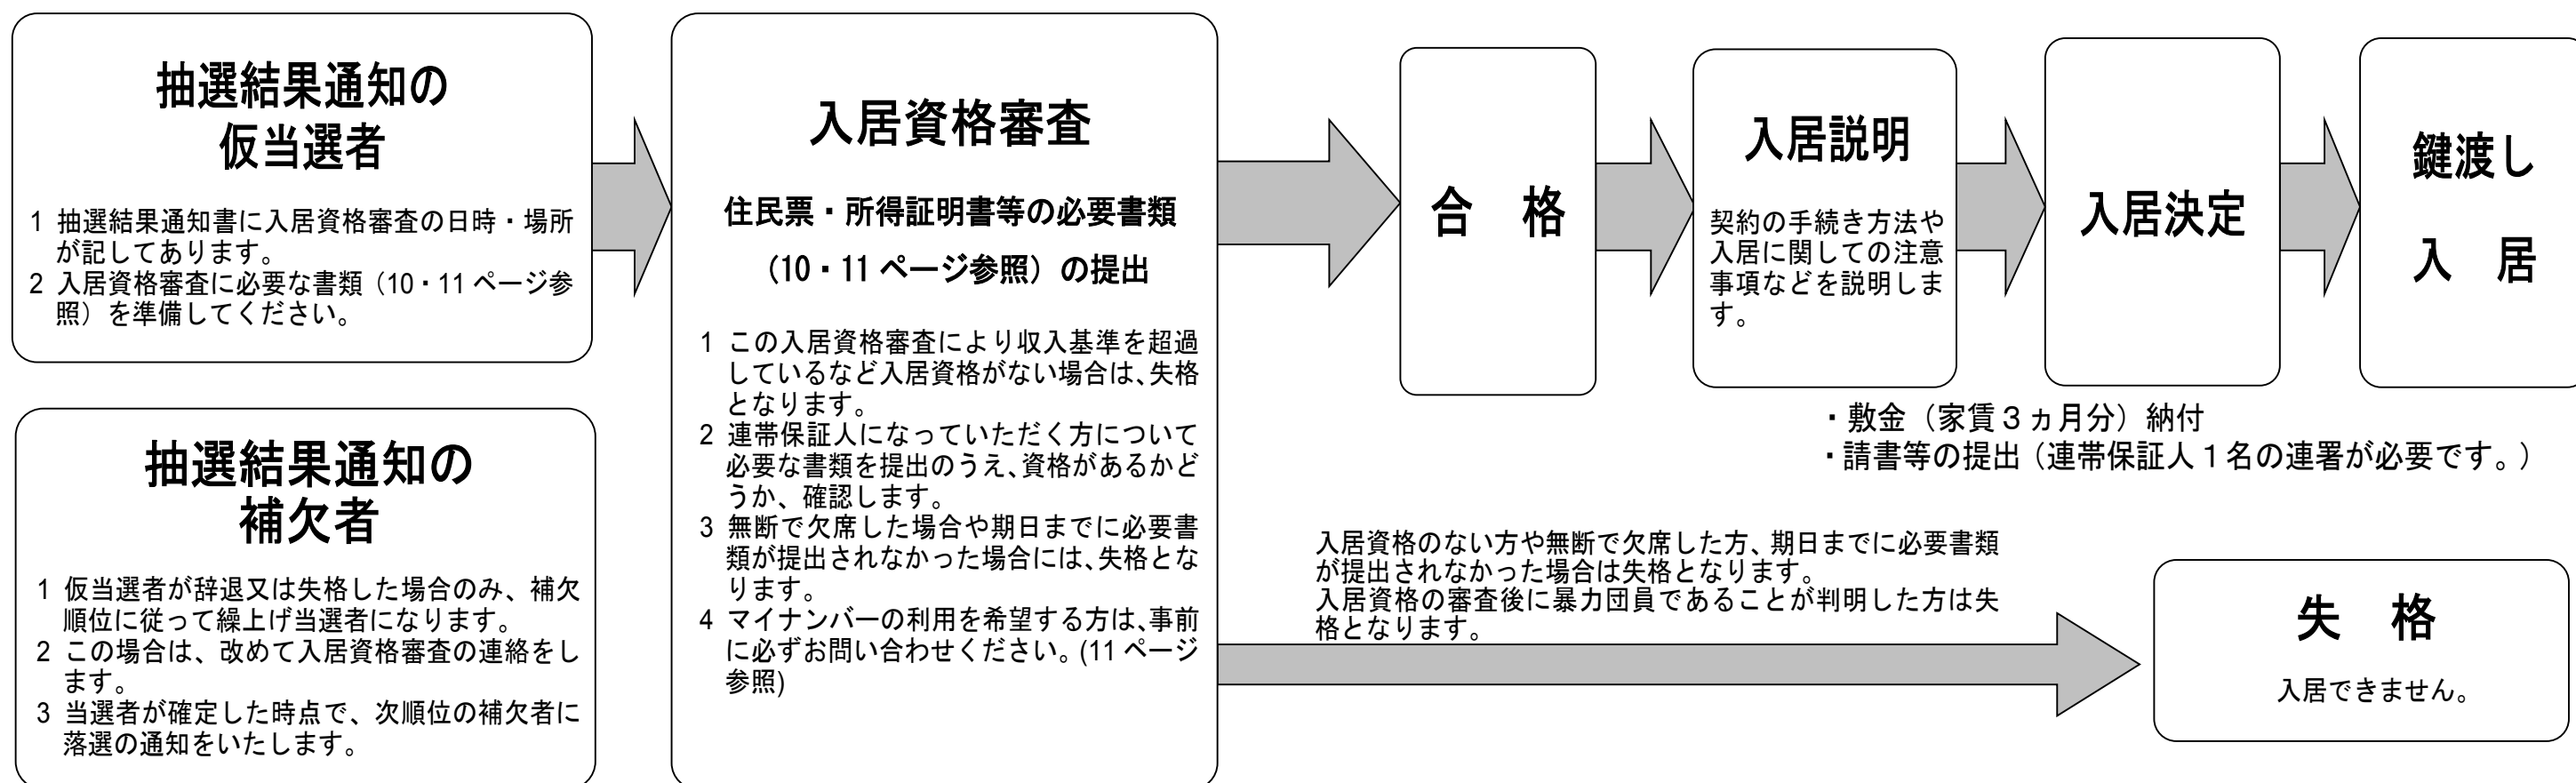 抽選結果通知の
仮当選者
1 抽選結果通知書に入居資格審査の日時・場所
が記してあります。
2 入居資格審査に必要な書類（10・11 ページ参
照）を準備してください。
抽選結果通知の
補欠者
1 仮当選者が辞退又は失格した場合のみ、補欠
順位に従って繰上げ当選者になります。
2 この場合は、改めて入居資格審査の連絡をし
ます。
3 当選者が確定した時点で、次順位の補欠者に
落選の通知をいたします。
入居資格審査
住民票・所得証明書等の必要書類
（10・11 ページ参照）の提出
1 この入居資格審査により収入基準を超過
しているなど入居資格がない場合は、失格
となります。
2 連帯保証人になっていただく方について
必要な書類を提出のうえ、資格があるかど
うか、確認します。
3 無断で欠席した場合や期日までに必要書
類が提出されなかった場合には、失格とな
ります。
4 マイナンバーの利用を希望する方は、事前
に必ずお問い合わせください。(11 ページ
参照)
合　格
入居説明
契約の手続き方法や
入居に関しての注意
事項などを説明しま
す。
入居決定
鍵渡し
入　居
・敷金（家賃３ヵ月分）納付
・請書等の提出（連帯保証人１名の連署が必要です。）
入居資格のない方や無断で欠席した方、期日までに必要書類
が提出されなかった場合は失格となります。
入居資格の審査後に暴力団員であることが判明した方は失
格となります。
失　格
入居できません。